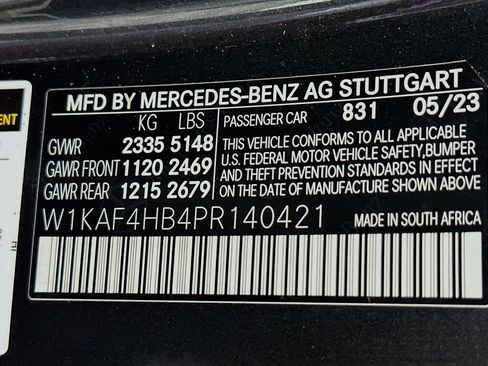 MFD BY MERCEDES-BENZ AG STUTTGART
KG LBS PASSENGER CAR 831 05/23
GVWR 2335 5148
GAWR FRONT 1120 2469
GAWR REAR 1215 2679
THIS VEHICLE CONFORMS TO ALL APPLICABLE
U.S. FEDERAL MOTOR VEHICLE SAFETY,BUMPER
AND THEFT PREVENTION STANDARDS IN EFFECT
ON THE DATE OF MANUFACTURE SHOWN ABOVE.
W1KAF4HB4PR140421 MADE IN SOUTH AFRICA